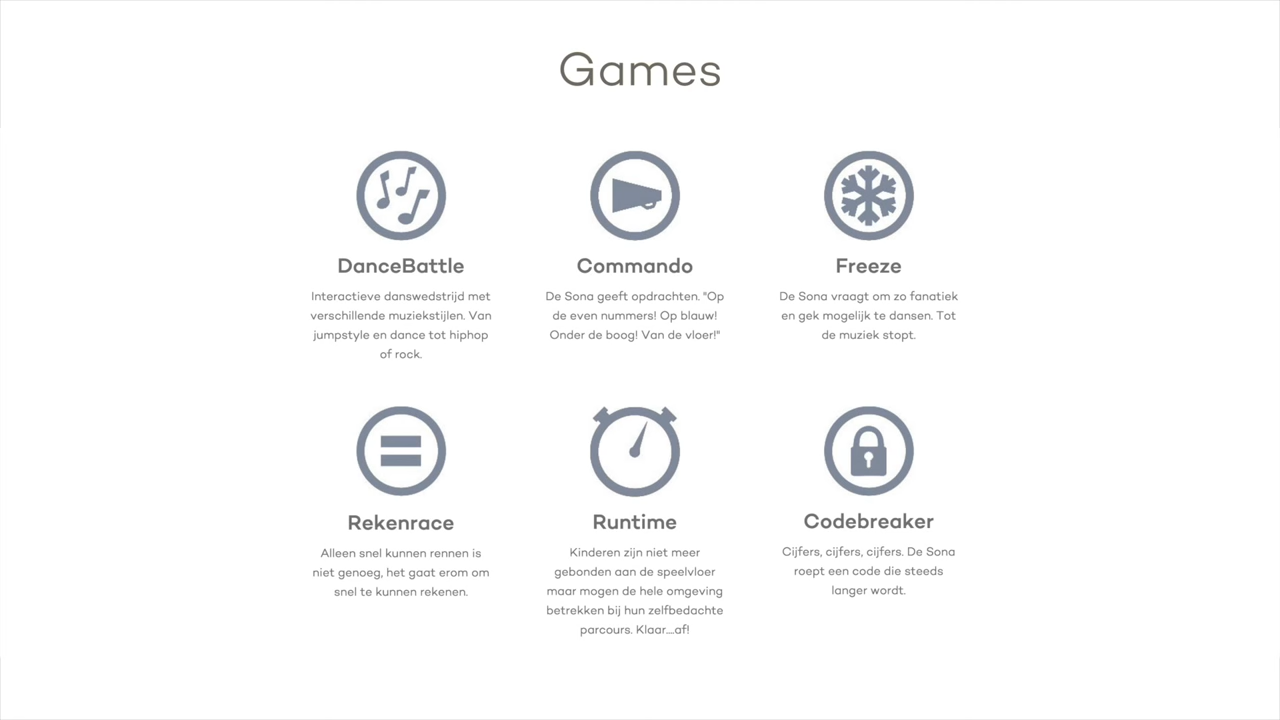 Games
DanceBattle
Interactieve danswedstrijd met
verschillende muziekstijlen. Van
jumpstyle en dance tot hiphop
of rock.
Commando
De Sona geeft opdrachten. "Op
de even nummers! Op blauw!
Onder de boog! Van de vloer!"
Freeze
De Sona vraagt om zo fanatiek
en gek mogelijk te dansen. Tot
de muziek stopt.
Rekenrace
Alleen snel kunnen rennen is
niet genoeg, het gaat erom om
snel te kunnen rekenen.
Runtime
Kinderen zijn niet meer
gebonden aan de speelvloer
maar mogen de hele omgeving
betrekken bij hun zelfbedachte
parcours. Klaar....af!
Codebreaker
Cijfers, cijfers, cijfers. De Sona
roept een code die steeds
langer wordt.